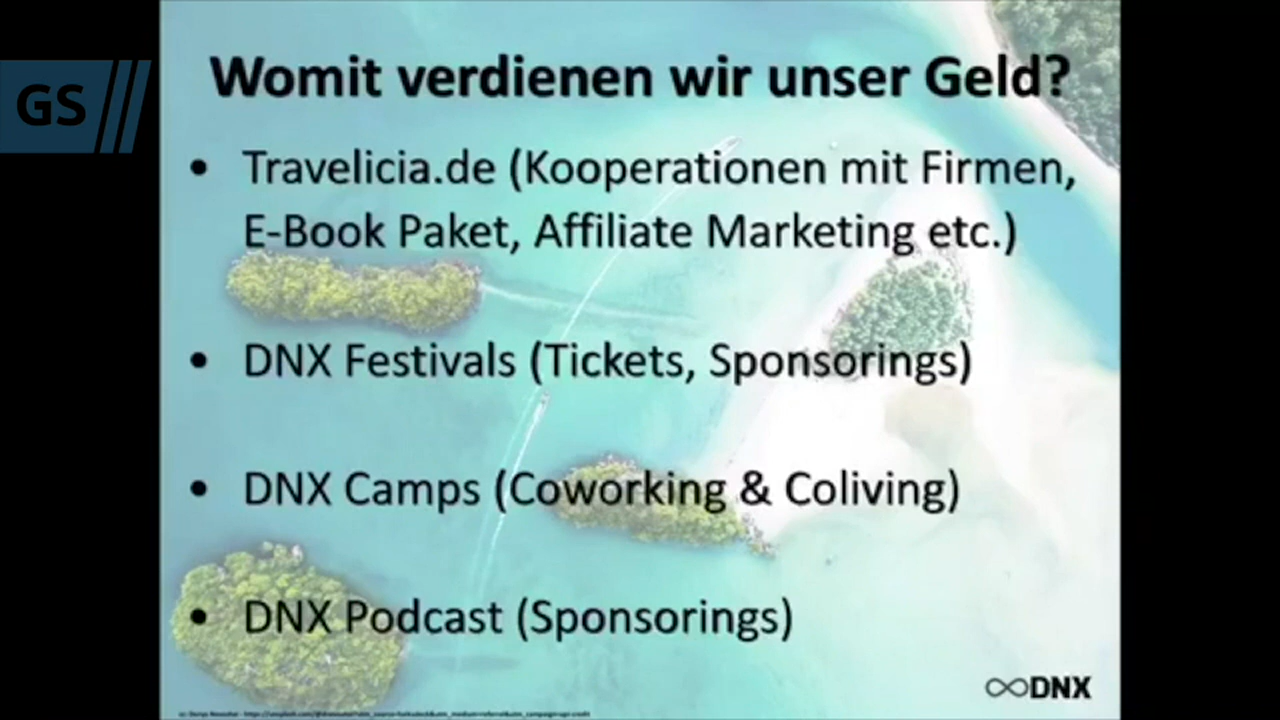 GS
Womit verdienen wir unser Geld?
• Travelicia.de (Kooperationen mit Firmen,
E-Book Paket, Affiliate Marketing etc.)
• DNX Festivals (Tickets, Sponsorings)
• DNX Camps (Coworking & Coliving)
• DNX Podcast (Sponsorings)
DNX